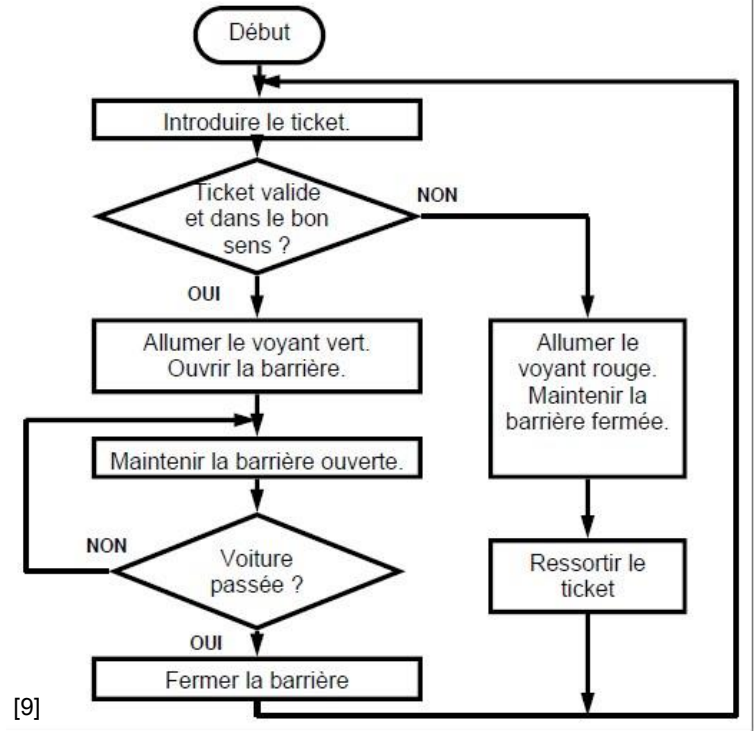 Début
Introduire le ticket.
Ticket valide
et dans le bon
sens ?
NON
OUI
Allumer le voyant vert.
Ouvrir la barrière.
Allumer le
voyant rouge.
Maintenir la
barrière fermée.
Maintenir la barrière ouverte.
NON
Voiture
passée ?
Ressortir le
ticket
OUI
Fermer la barrière
[9]